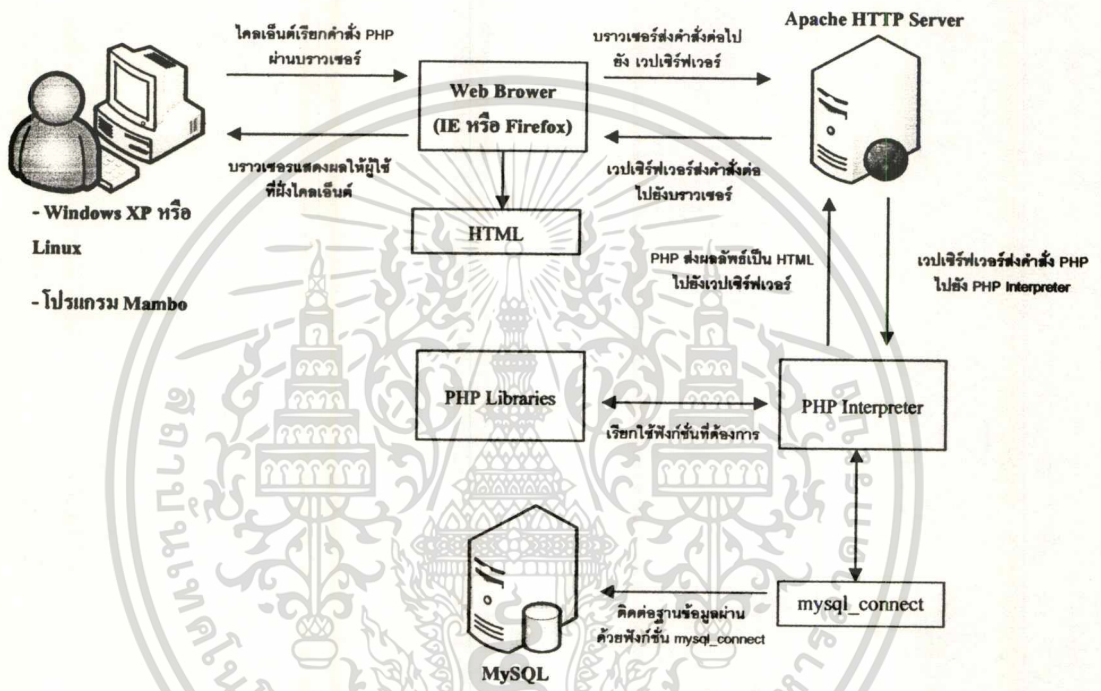 Apache HTTP Server
ไคลเอ็นต์เรียกคำสั่ง PHP
ผ่านบราวเซอร์
บราวเซอร์ส่งคำสั่งต่อไป
ยัง เวปเซิร์ฟเวอร์
Web Brower
(IE หรือ Firefox)
บราวเซอรแสดงผลให้ผู้ใช้
ที่ฝั่งไคลเอ็นต์
เวปเซิร์ฟเวอร์ส่งคำสั่งต่อ
ไปยังบราวเซอร์
- Windows XP หรือ
Linux
- โปรแกรม Mambo
HTML
PHP ส่งผลลัพธ์เป็น HTML
ไปยังเวปเซิร์ฟเวอร์
เวปเซิร์ฟเวอร์ส่งคำสั่ง PHP
ไปยัง PHP Interpreter
PHP Libraries
PHP Interpreter
เรียกใช้ฟังก์ชั่นที่ต้องการ
mysql_connect
ติดต่อฐานข้อมูลผ่าน
ด้วยฟังก์ชั่น mysql_connect
MySQL